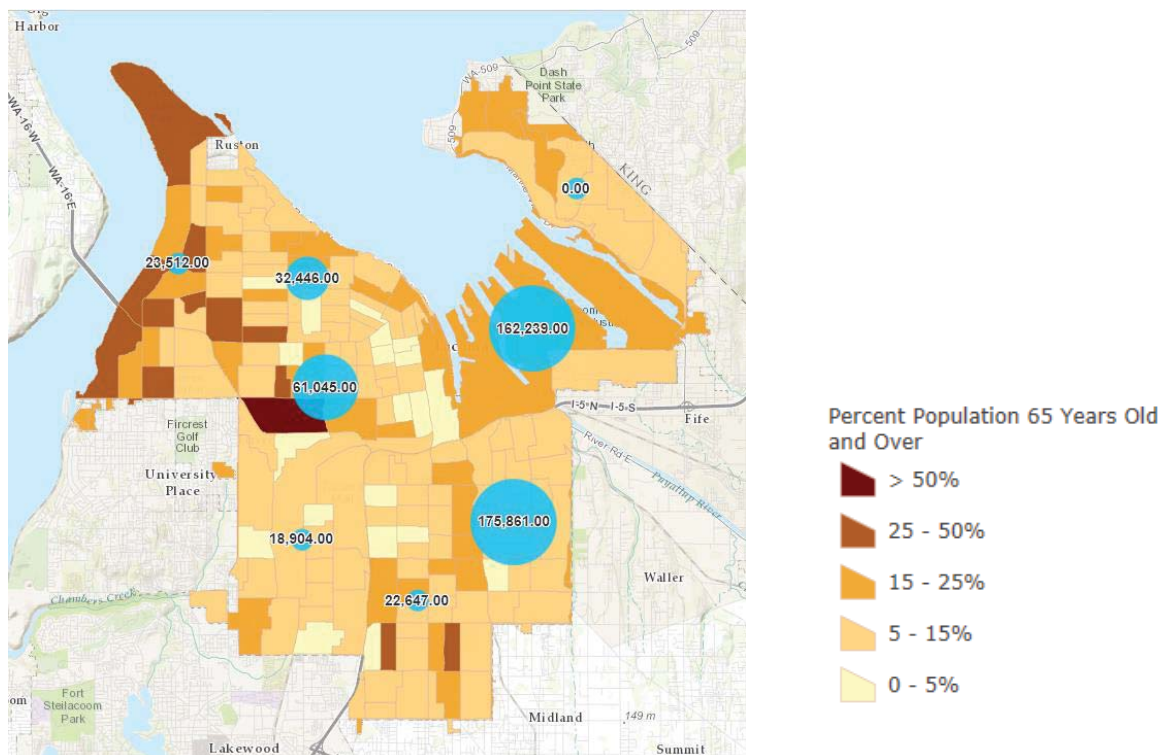 Harbor
WA-509
509
Dash
Point State
Park
WA-16 W
WA-16 E
Ruston
509
KING
0.00
23,512.00
32,446.00
162,239.00
61,045.00
I-5 N I-5 S
Fife
Fircrest
Golf
Club
River Rd E
Puyallup River
University
Place
175,861.00
18,904.00
Waller
Chambers Creek
22,647.00
Fort
Steilacoom
Park
Midland
149 m
Lakewood
Summit
Percent Population 65 Years Old
and Over
> 50%
25 - 50%
15 - 25%
5 - 15%
0 - 5%